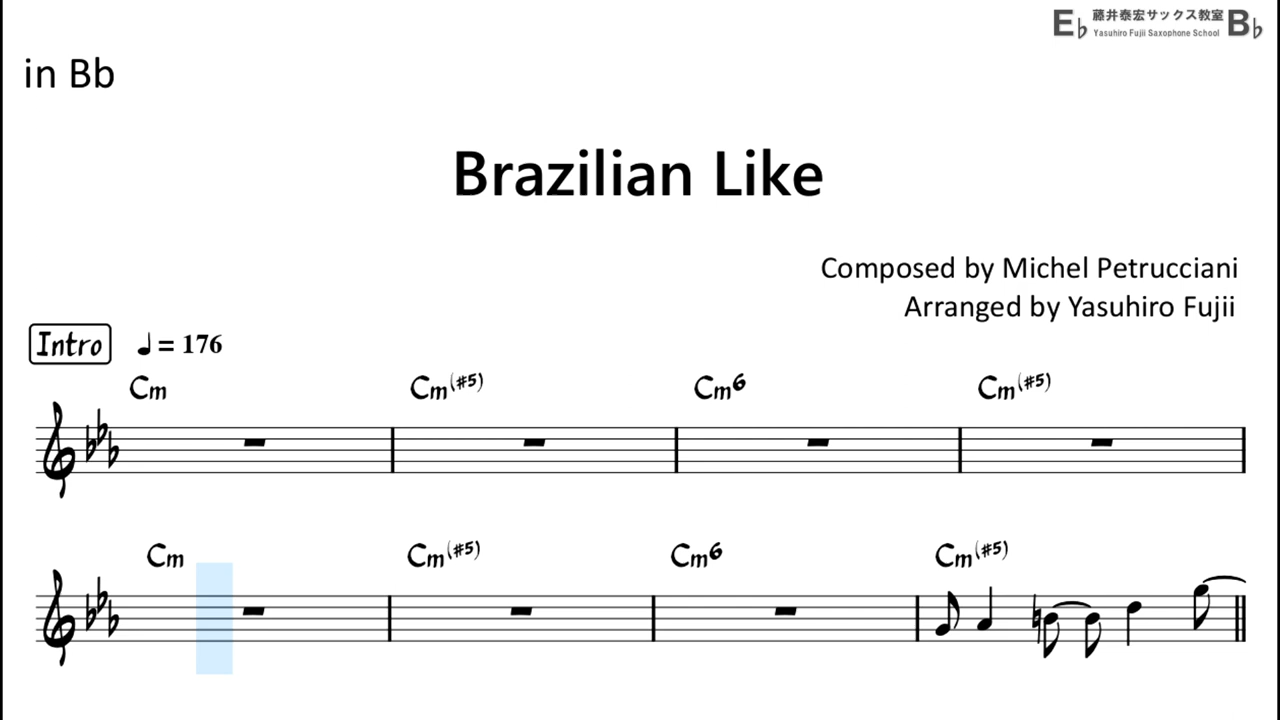 E♭ 藤井泰宏サックス教室 B♭
Yasuhiro Fujii Saxophone School
in Bb
Brazilian Like
Composed by Michel Petrucciani
Arranged by Yasuhiro Fujii
Intro ♩= 176
Cm Cm(#5) Cm6 Cm(#5)
Cm Cm(#5) Cm6 Cm(#5)